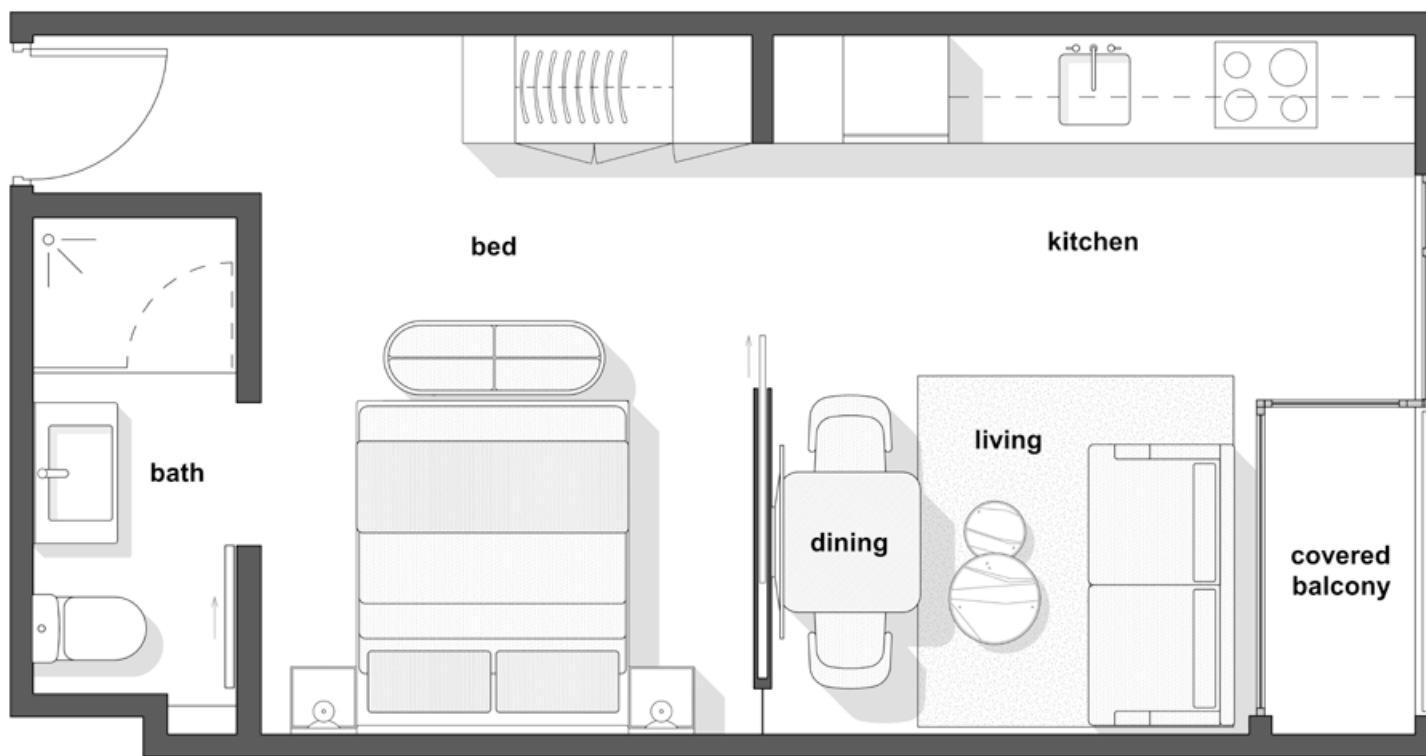 bed
kitchen
living
bath
dining
covered
balcony